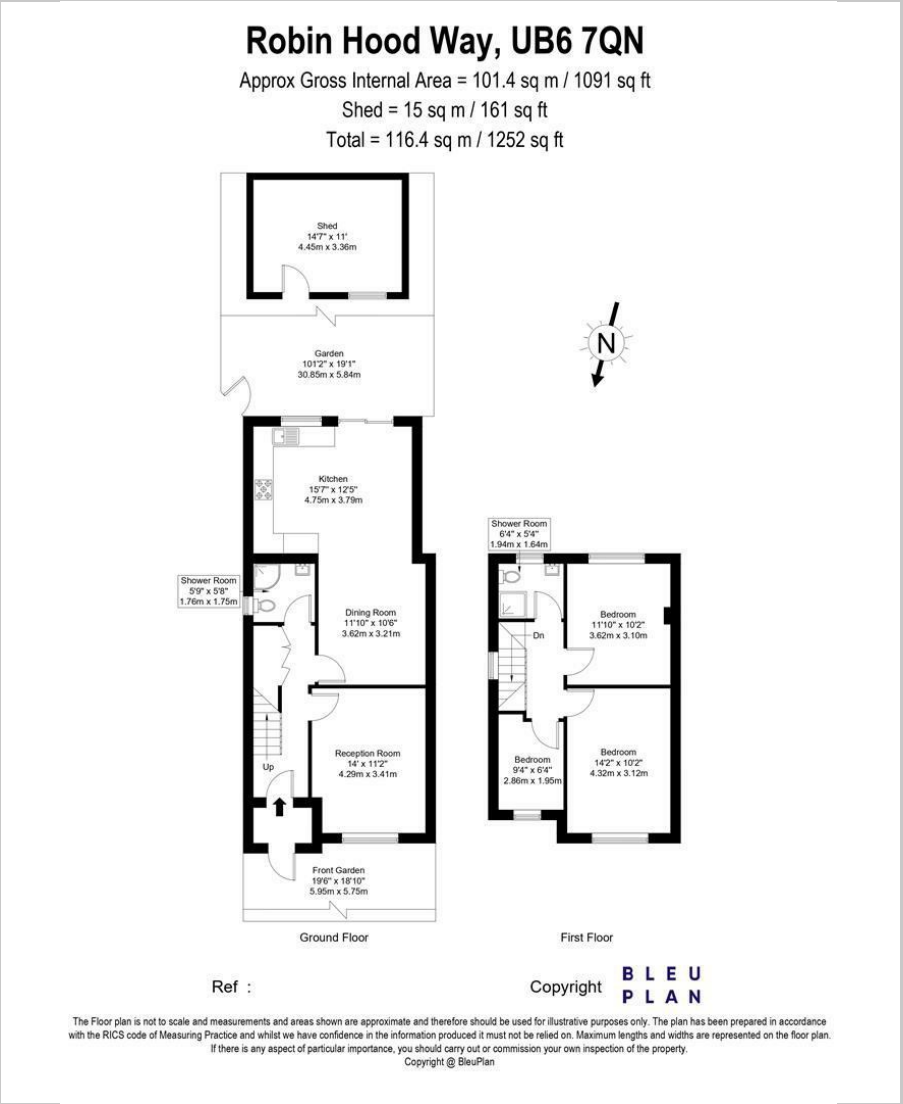 Robin Hood Way, UB6 7QN
Approx Gross Internal Area = 101.4 sq m / 1091 sq ft
Shed = 15 sq m / 161 sq ft
Total = 116.4 sq m / 1252 sq ft
Shed
14'7" x 11'
4.45m x 3.36m
N
Garden
101'2" x 19'1"
30.85m x 5.84m
Kitchen
15'7" x 12'5"
4.75m x 3.79m
Shower Room
5'9" x 5'8"
1.76m x 1.75m
Dining Room
11'10" x 10'6"
3.62m x 3.21m
Reception Room
14' x 11'2"
4.29m x 3.41m
Up
Front Garden
19'6" x 18'10"
5.95m x 5.75m
Ground Floor
Shower Room
6'4" x 5'4"
1.94m x 1.64m
Bedroom
11'10" x 10'2"
3.62m x 3.10m
Dn
Bedroom
14'2" x 10'2"
4.32m x 3.12m
Bedroom
9'4" x 6'4"
2.86m x 1.95m
First Floor
Ref :
Copyright
BLEU
PLAN
The Floor plan is not to scale and measurements and areas shown are approximate and therefore should be used for illustrative purposes only. The plan has been prepared in accordance
with the RICS code of Measuring Practice and whilst we have confidence in the information produced it must not be relied on. Maximum lengths and widths are represented on the floor plan.
If there is any aspect of particular importance, you should carry out or commission your own inspection of the property.
Copyright @ BleuPlan